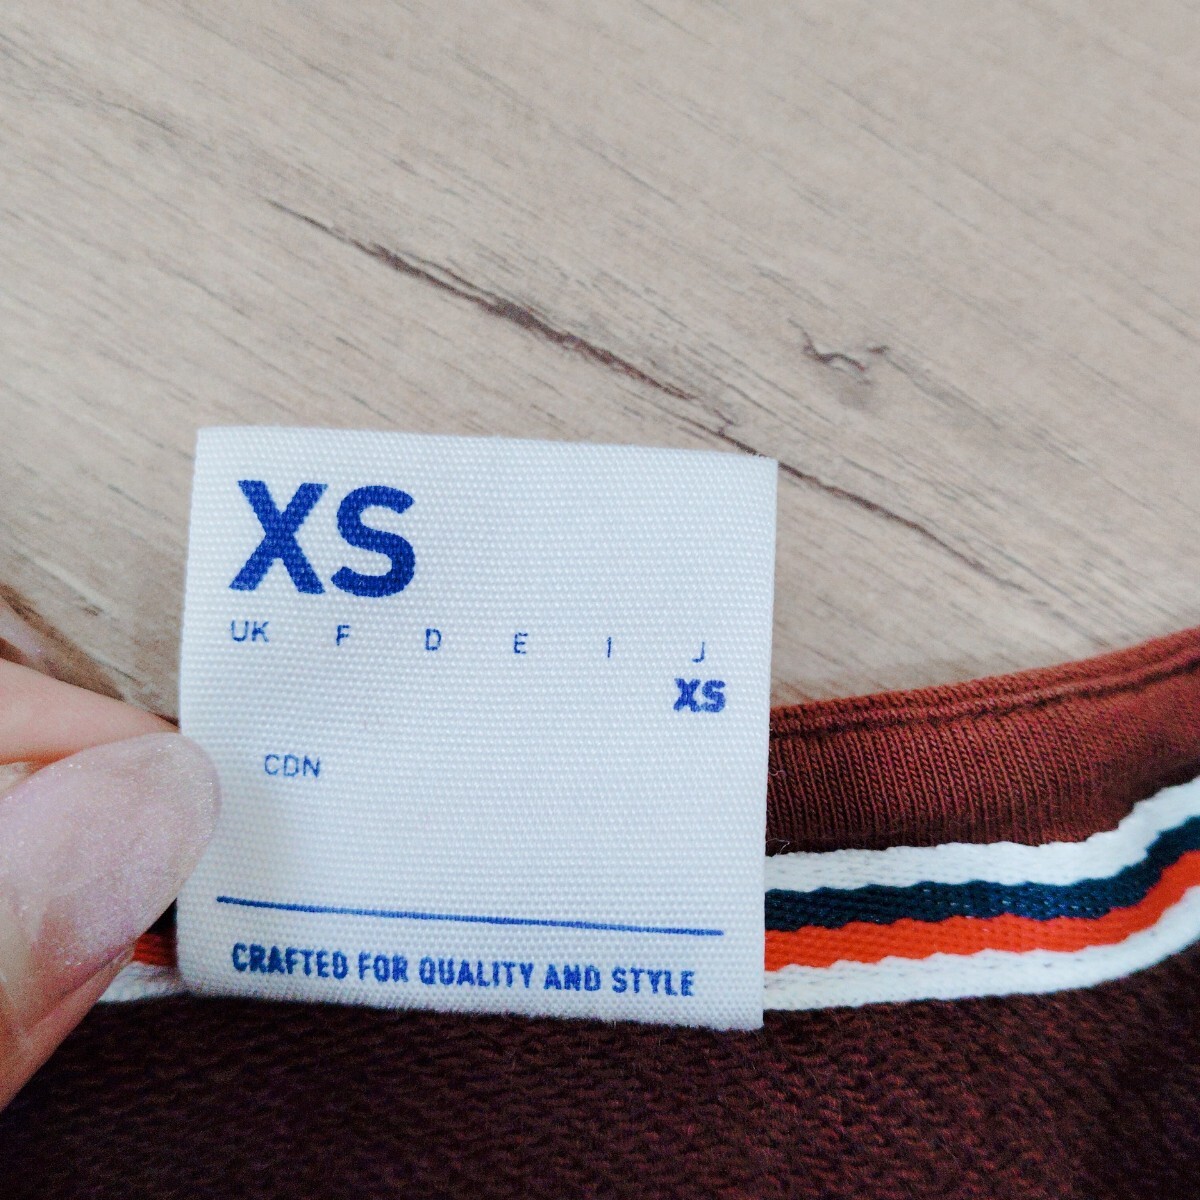 XS
UK F D E I J
XS
CDN
CRAFTED FOR QUALITY AND STYLE